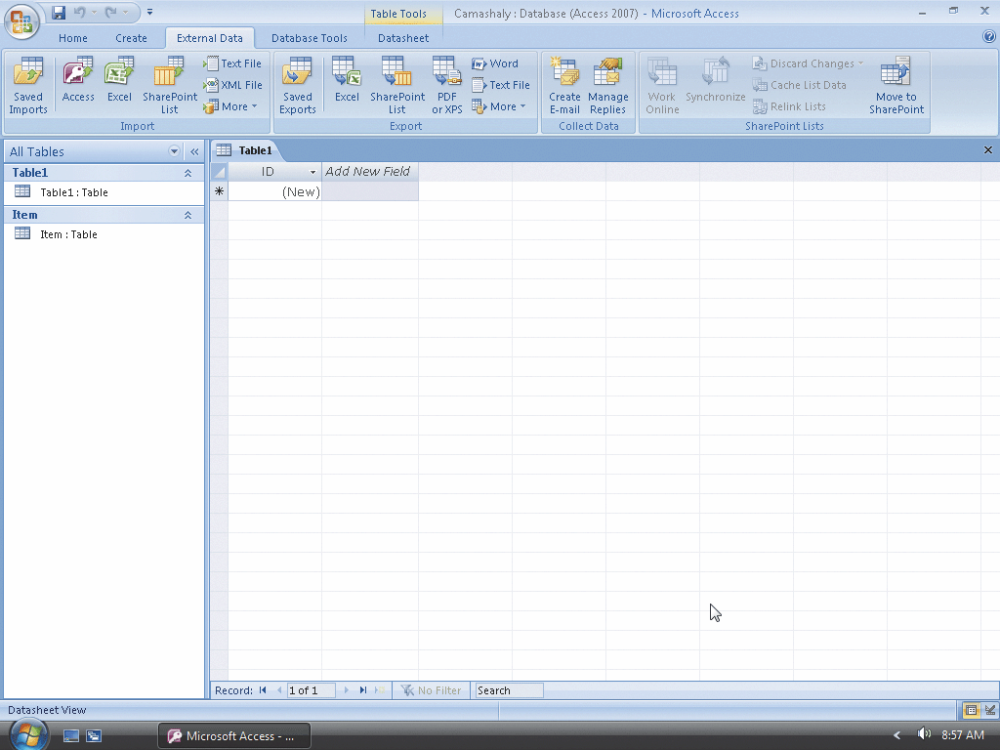 Table Tools
Camashaly : Database (Access 2007) - Microsoft Access
Home Create External Data Database Tools Datasheet
Saved Imports
Access
Excel
SharePoint List
Text File
XML File
More
Import
Saved Exports
Excel
SharePoint List
PDF or XPS
Word
Text File
More
Export
Create E-mail
Manage Replies
Collect Data
Work Online
Synchronize
Discard Changes
Cache List Data
Relink Lists
Move to SharePoint
SharePoint Lists
All Tables
Table1
Table1 : Table
Item
Item : Table
Table1
ID Add New Field
(New)
Record: 1 of 1 No Filter Search
Datasheet View
Microsoft Access - ...
8:57 AM